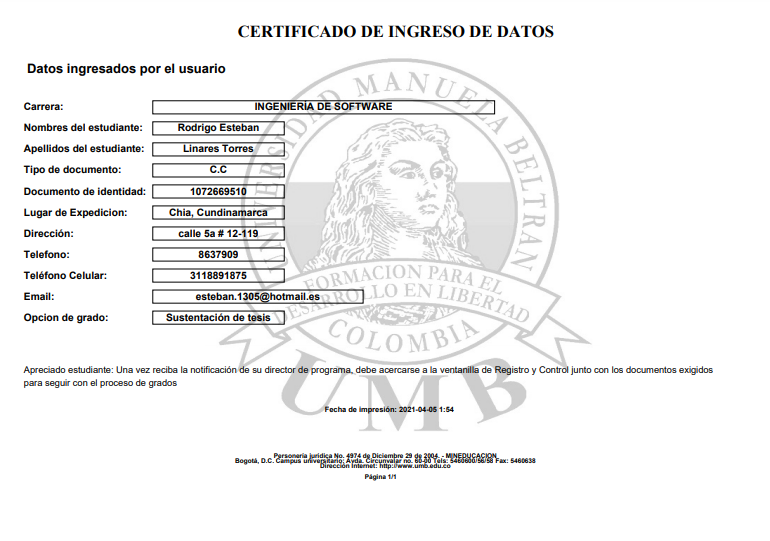 CERTIFICADO DE INGRESO DE DATOS
Datos ingresados por el usuario
Carrera: INGENIERÍA DE SOFTWARE
Nombres del estudiante: Rodrigo Esteban
Apellidos del estudiante: Linares Torres
Tipo de documento: C.C
Documento de identidad: 1072669510
Lugar de Expedicion: Chia, Cundinamarca
Dirección: calle 5a # 12-119
Telefono: 8637909
Teléfono Celular: 3118891875
Email: esteban.1305@hotmail.es
Opcion de grado: Sustentación de tesis
UNIVERSIDAD MANUELA BELTRAN
FORMACION PARA EL
DESARROLLO EN LIBERTAD
COLOMBIA
UMB
Apreciado estudiante: Una vez reciba la notificación de su director de programa, debe acercarse a la ventanilla de Registro y Control junto con los documentos exigidos
para seguir con el proceso de grados
Fecha de impresión: 2021-04-05 1:54
Personería jurídica No. 4974 de Diciembre 29 de 2004. - MINEDUCACION
Bogotá, D.C. Campus universitario; Avda. Circunvalar no. 60-00 Tels: 5460600/56/58 Fax: 5460638
Dirección Internet: http://www.umb.edu.co
Página 1/1